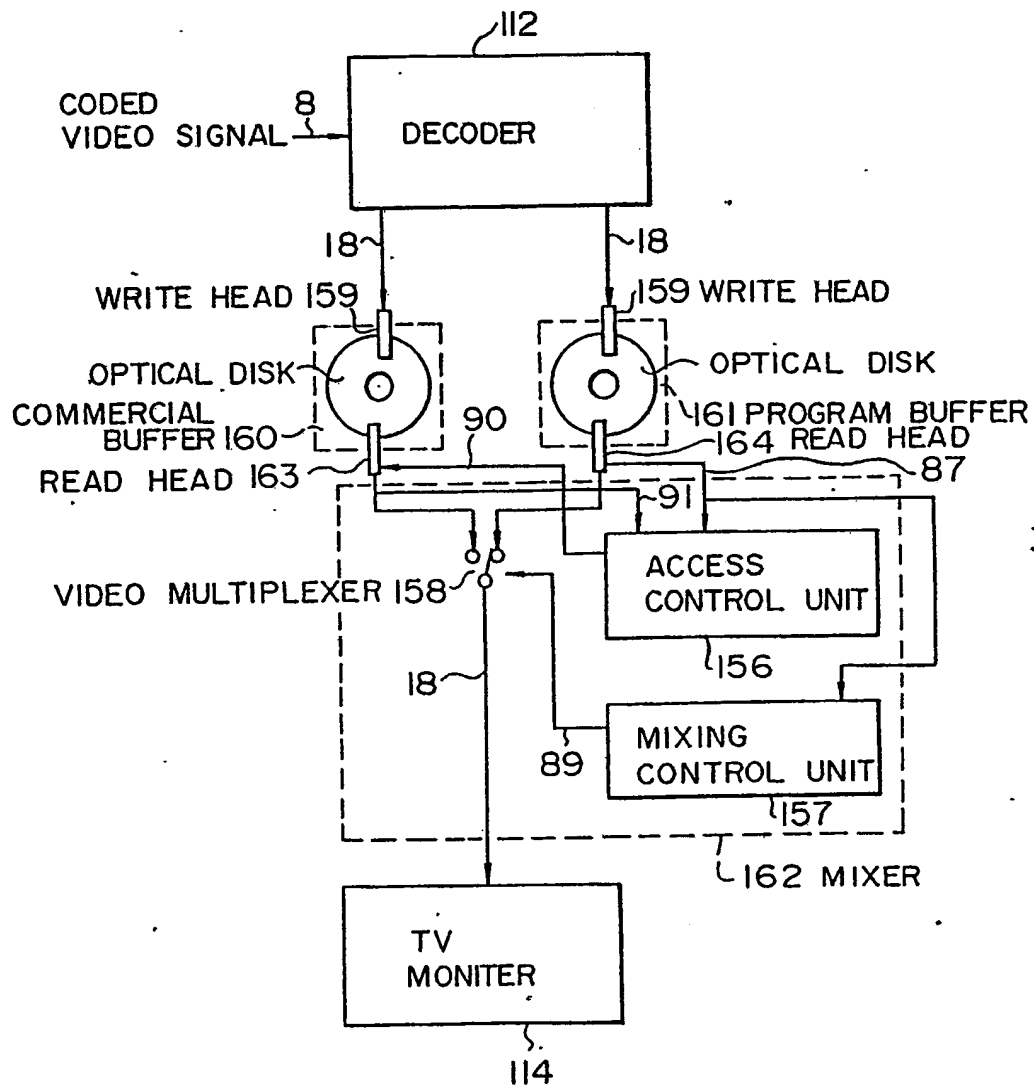 112
CODED
VIDEO SIGNAL
8
DECODER
18
18
WRITE HEAD 159
159 WRITE HEAD
OPTICAL DISK
OPTICAL DISK
COMMERCIAL
BUFFER 160
161 PROGRAM BUFFER
90
164 READ HEAD
READ HEAD 163
87
91
ACCESS
CONTROL UNIT
VIDEO MULTIPLEXER 158
156
18
MIXING
CONTROL UNIT
89
157
162 MIXER
TV
MONITER
114